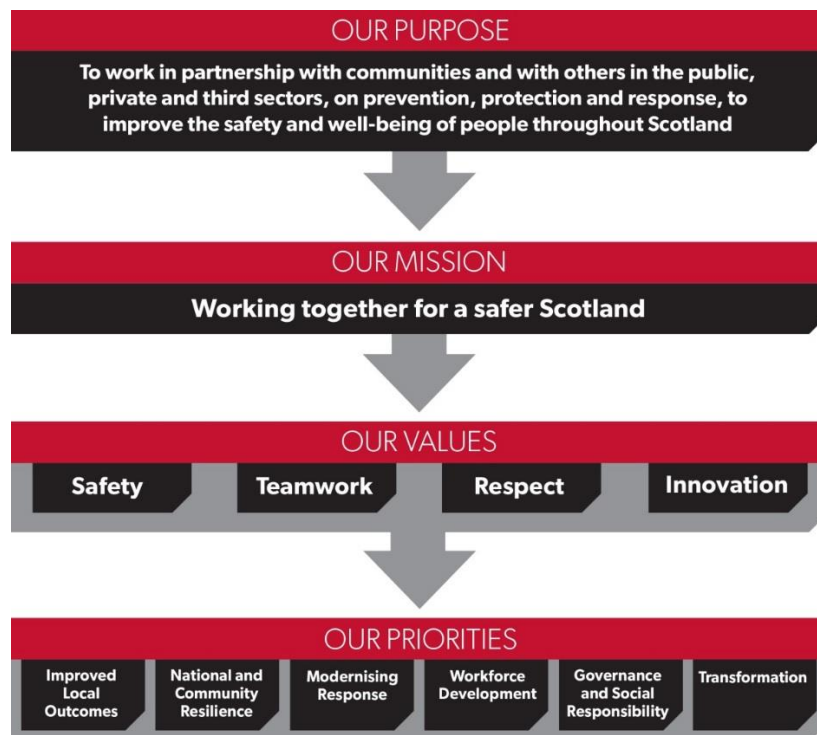 OUR PURPOSE
To work in partnership with communities and with others in the public,
private and third sectors, on prevention, protection and response, to
improve the safety and well-being of people throughout Scotland
OUR MISSION
Working together for a safer Scotland
OUR VALUES
Safety
Teamwork
Respect
Innovation
OUR PRIORITIES
Improved
Local
Outcomes
National and
Community
Resilience
Modernising
Response
Workforce
Development
Governance
and Social
Responsibility
Transformation